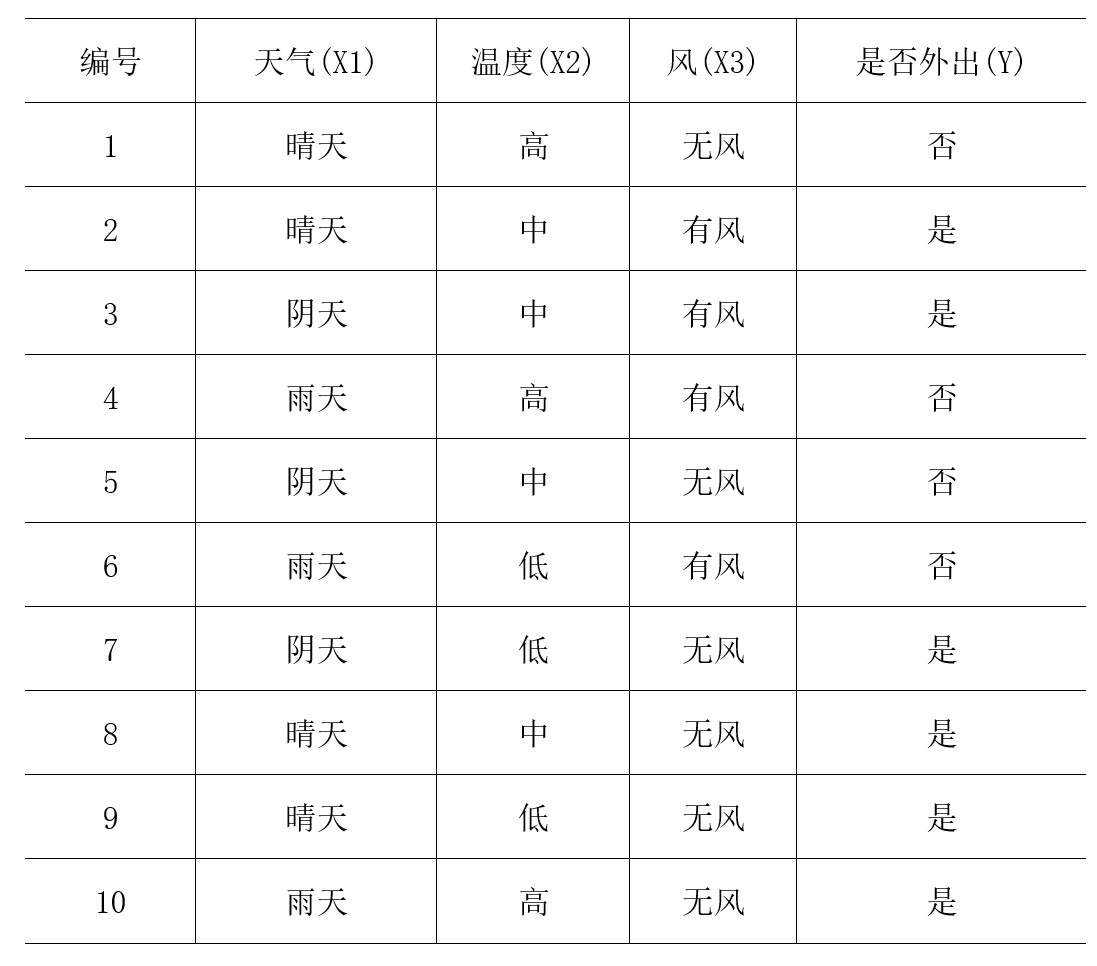 编号 天气(X1) 温度(X2) 风(X3) 是否外出(Y)
1 晴天 高 无风 否
2 晴天 中 有风 是
3 阴天 中 有风 是
4 雨天 高 有风 否
5 阴天 中 无风 否
6 雨天 低 有风 否
7 阴天 低 无风 是
8 晴天 中 无风 是
9 晴天 低 无风 是
10 雨天 高 无风 是